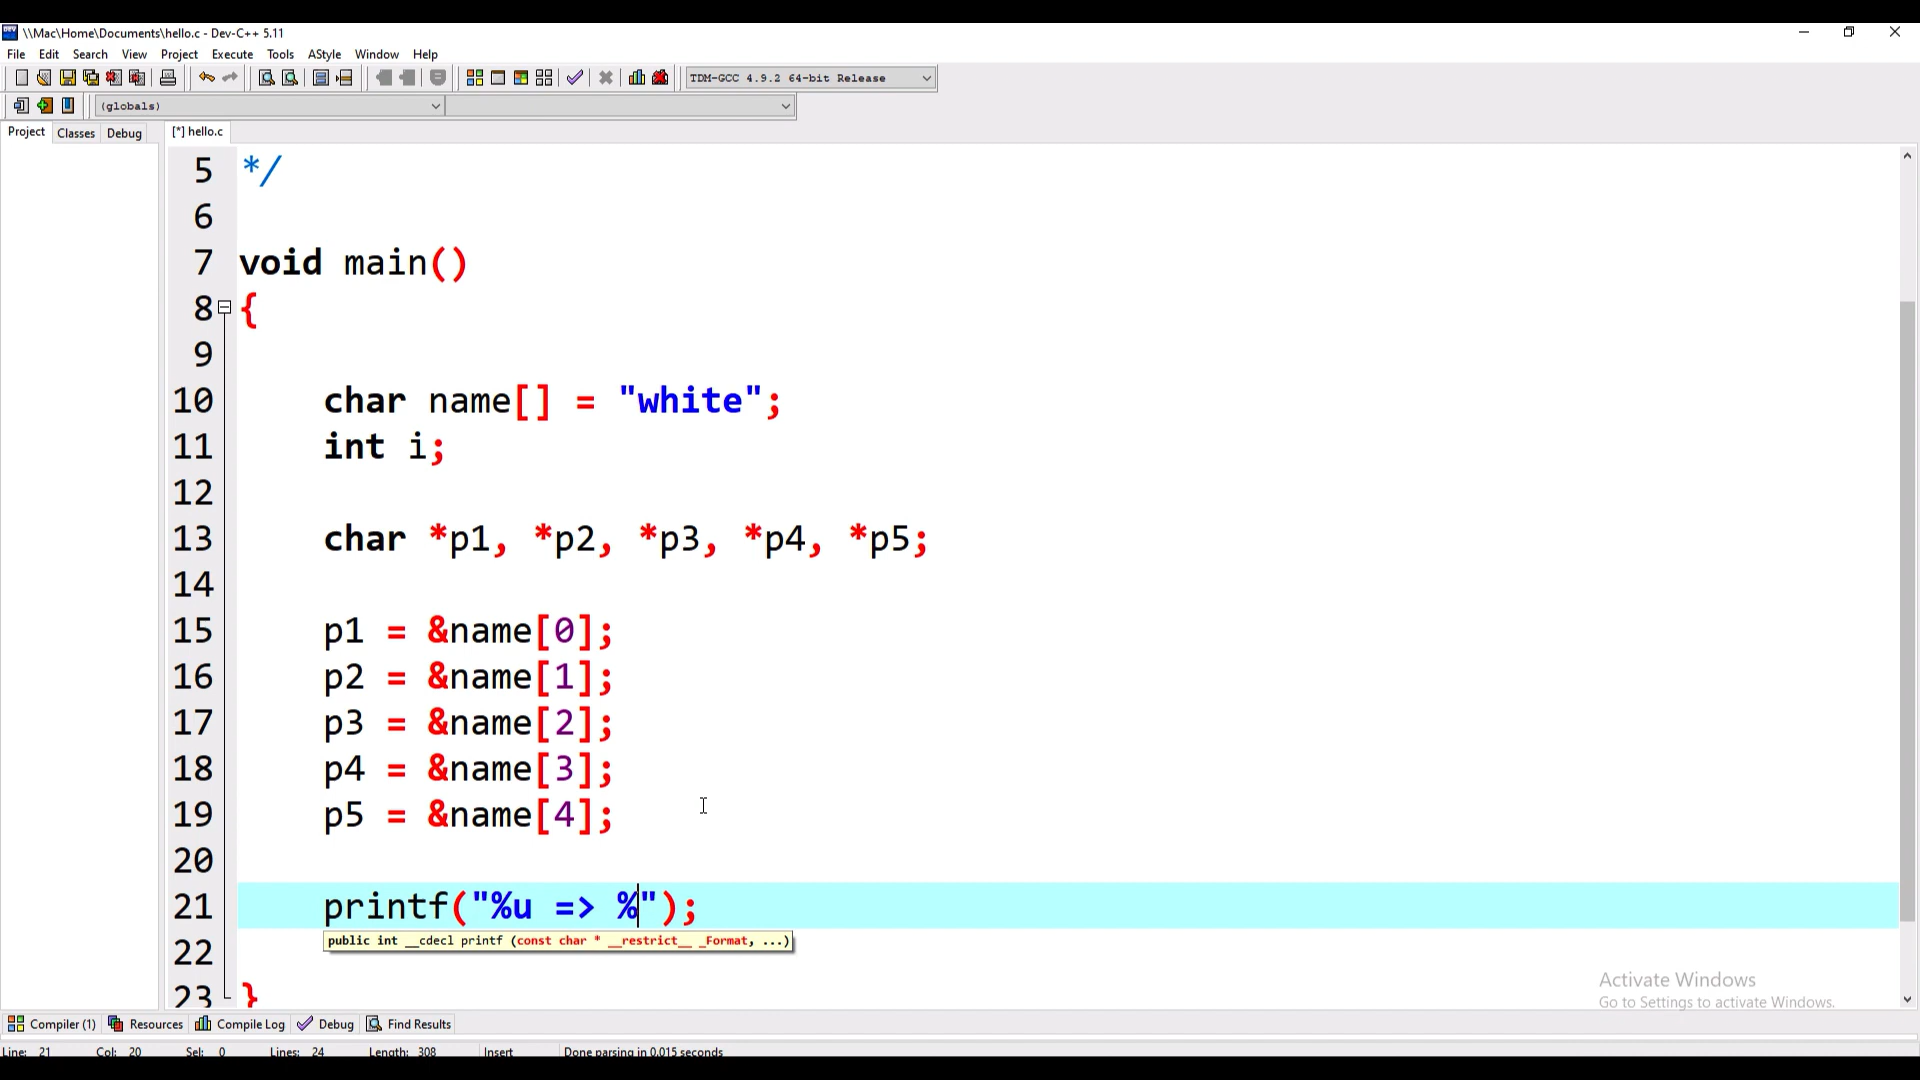 \\Mac\Home\Documents\hello.c - Dev-C++ 5.11
File Edit Search View Project Execute Tools AStyle Window Help
TDM-GCC 4.9.2 64-bit Release
(globals)
Project Classes Debug [*] hello.c
5 */
6
7 void main()
8 {
9
10 char name[] = "white";
11 int i;
12
13 char *p1, *p2, *p3, *p4, *p5;
14
15 p1 = &name[0];
16 p2 = &name[1];
17 p3 = &name[2];
18 p4 = &name[3];
19 p5 = &name[4];
20
21 printf("%u => %");
public int __cdecl printf (const char * __restrict__ _Format, ...)
22
23 }
Activate Windows
Go to Settings to activate Windows.
Compiler (1) Resources Compile Log Debug Find Results
Line: 21 Col: 20 Sel: 0 Lines: 24 Length: 308 Insert Done parsing in 0.015 seconds